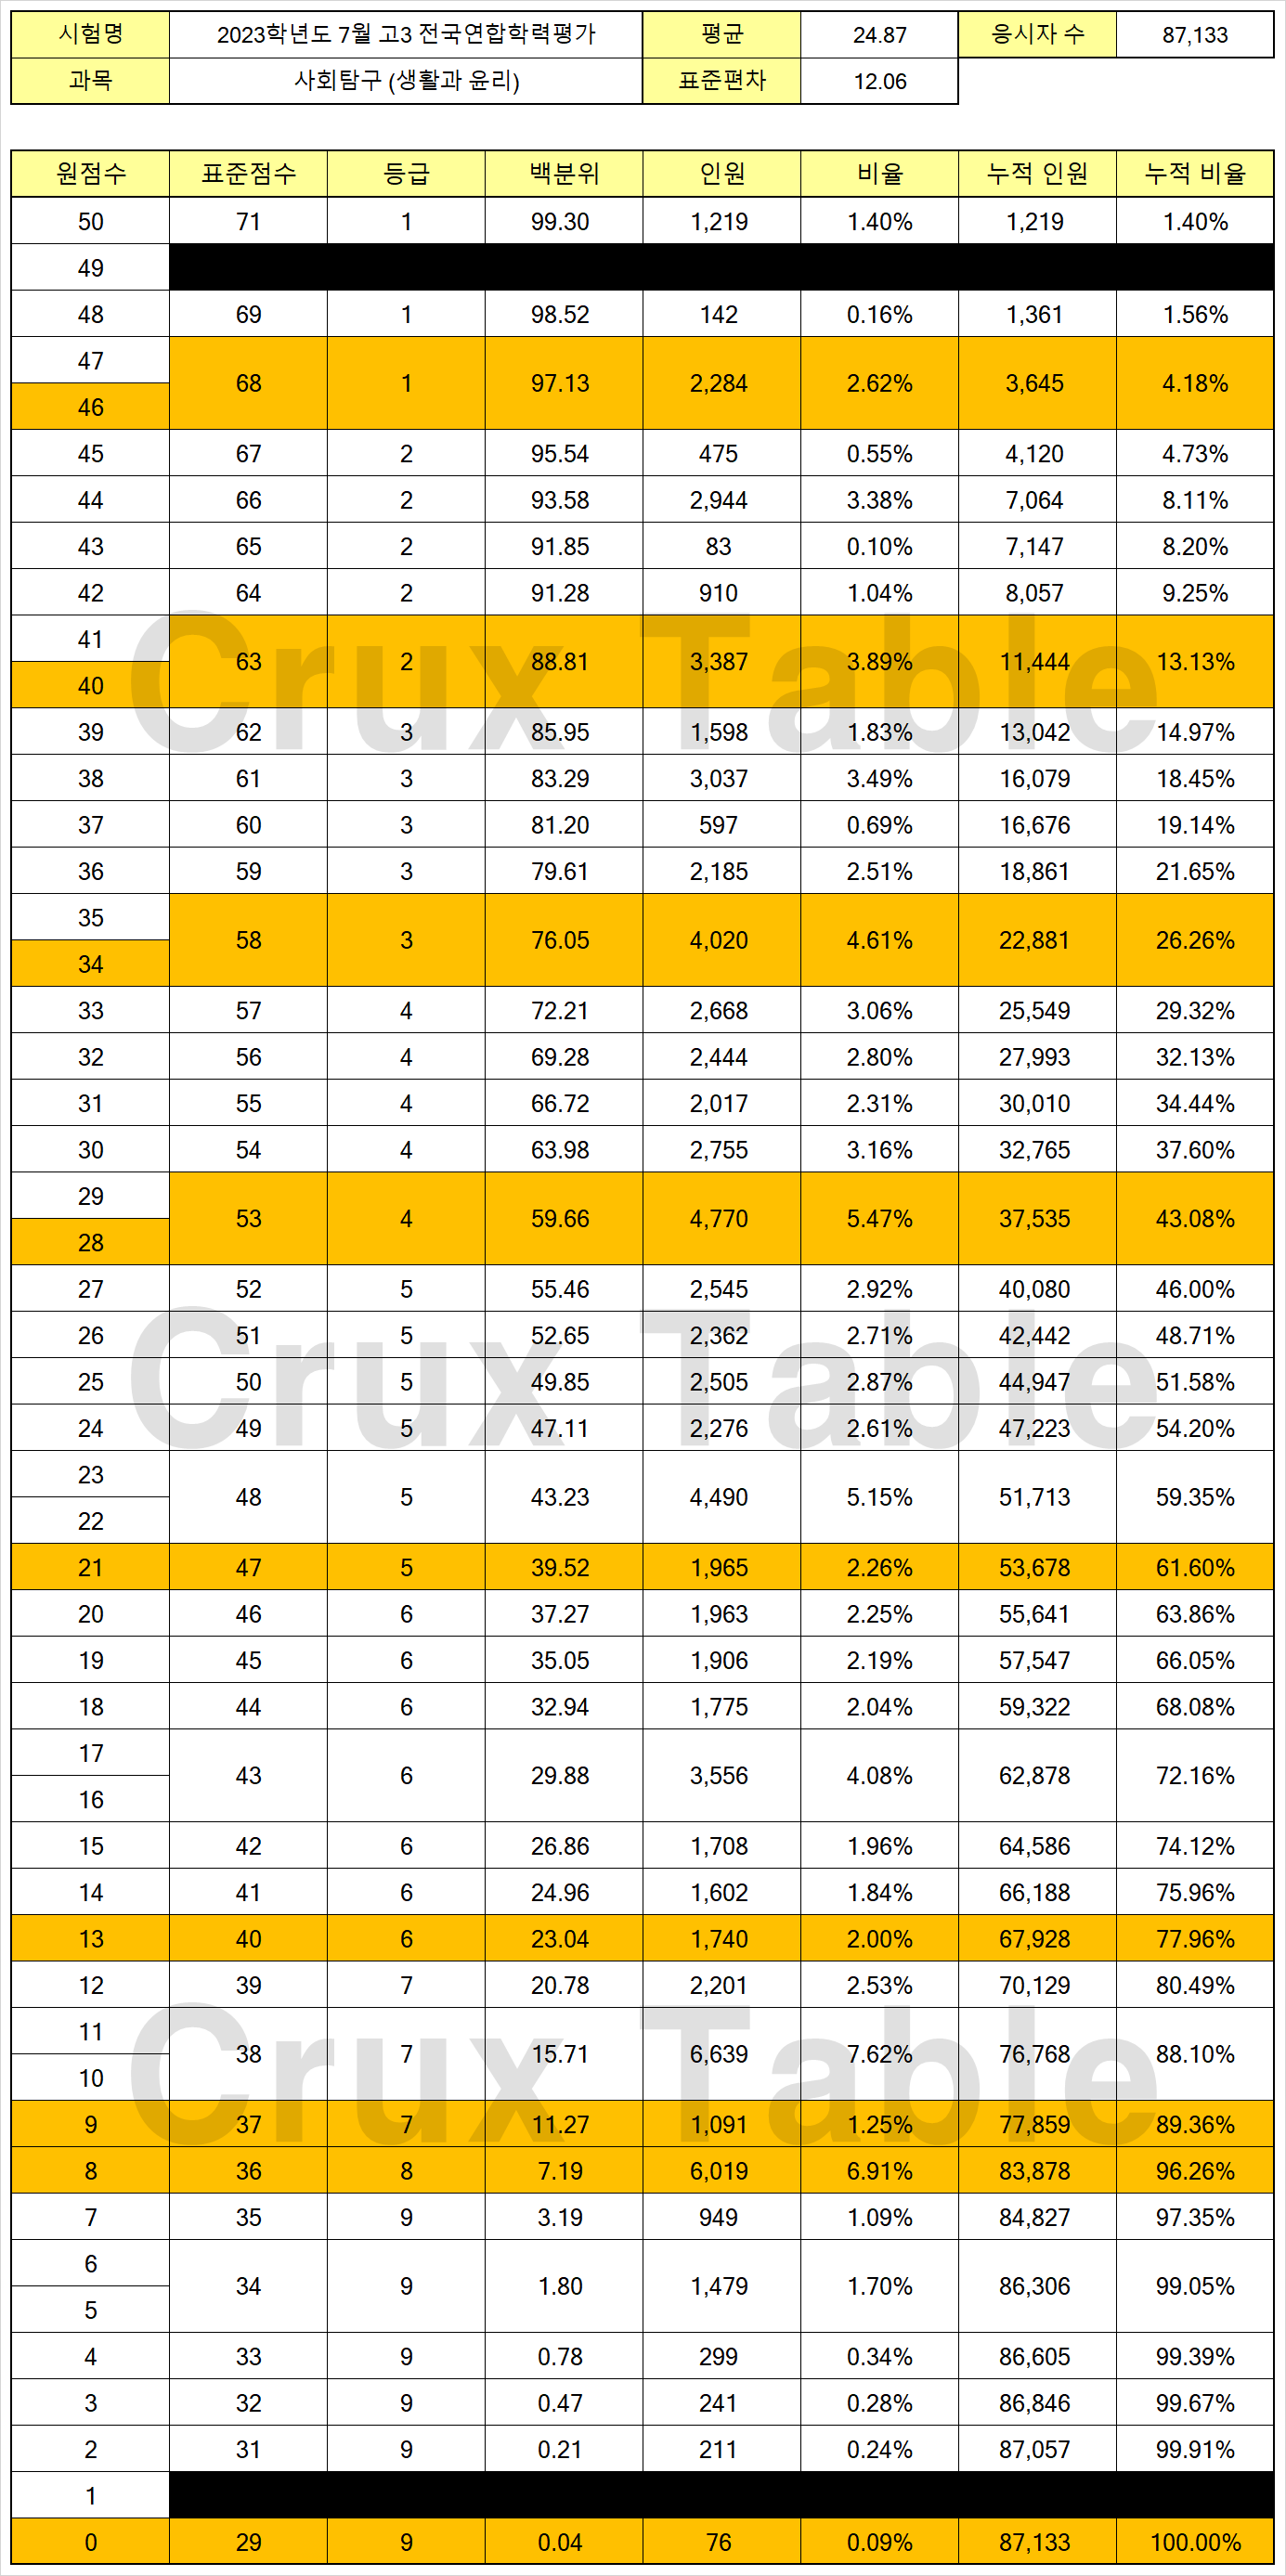 시험명 2023학년도 7월 고3 전국연합학력평가 평균 24.87 응시자 수 87,133
과목 사회탐구 (생활과 윤리) 표준편차 12.06
원점수 표준점수 등급 백분위 인원 비율 누적 인원 누적 비율
50 71 1 99.30 1,219 1.40% 1,219 1.40%
49
48 69 1 98.52 142 0.16% 1,361 1.56%
47
68 1 97.13 2,284 2.62% 3,645 4.18%
46
45 67 2 95.54 475 0.55% 4,120 4.73%
44 66 2 93.58 2,944 3.38% 7,064 8.11%
43 65 2 91.85 83 0.10% 7,147 8.20%
42 64 2 91.28 910 1.04% 8,057 9.25%
41
63 2 88.81 3,387 3.89% 11,444 13.13%
40
Crux Table
39 62 3 85.95 1,598 1.83% 13,042 14.97%
38 61 3 83.29 3,037 3.49% 16,079 18.45%
37 60 3 81.20 597 0.69% 16,676 19.14%
36 59 3 79.61 2,185 2.51% 18,861 21.65%
35
58 3 76.05 4,020 4.61% 22,881 26.26%
34
33 57 4 72.21 2,668 3.06% 25,549 29.32%
32 56 4 69.28 2,444 2.80% 27,993 32.13%
31 55 4 66.72 2,017 2.31% 30,010 34.44%
30 54 4 63.98 2,755 3.16% 32,765 37.60%
29
53 4 59.66 4,770 5.47% 37,535 43.08%
28
27 52 5 55.46 2,545 2.92% 40,080 46.00%
26 51 5 52.65 2,362 2.71% 42,442 48.71%
Crux Table
25 50 5 49.85 2,505 2.87% 44,947 51.58%
24 49 5 47.11 2,276 2.61% 47,223 54.20%
23
48 5 43.23 4,490 5.15% 51,713 59.35%
22
21 47 5 39.52 1,965 2.26% 53,678 61.60%
20 46 6 37.27 1,963 2.25% 55,641 63.86%
19 45 6 35.05 1,906 2.19% 57,547 66.05%
18 44 6 32.94 1,775 2.04% 59,322 68.08%
17
43 6 29.88 3,556 4.08% 62,878 72.16%
16
15 42 6 26.86 1,708 1.96% 64,586 74.12%
14 41 6 24.96 1,602 1.84% 66,188 75.96%
13 40 6 23.04 1,740 2.00% 67,928 77.96%
12 39 7 20.78 2,201 2.53% 70,129 80.49%
11
38 7 15.71 6,639 7.62% 76,768 88.10%
10
Crux Table
9 37 7 11.27 1,091 1.25% 77,859 89.36%
8 36 8 7.19 6,019 6.91% 83,878 96.26%
7 35 9 3.19 949 1.09% 84,827 97.35%
6
34 9 1.80 1,479 1.70% 86,306 99.05%
5
4 33 9 0.78 299 0.34% 86,605 99.39%
3 32 9 0.47 241 0.28% 86,846 99.67%
2 31 9 0.21 211 0.24% 87,057 99.91%
1
0 29 9 0.04 76 0.09% 87,133 100.00%